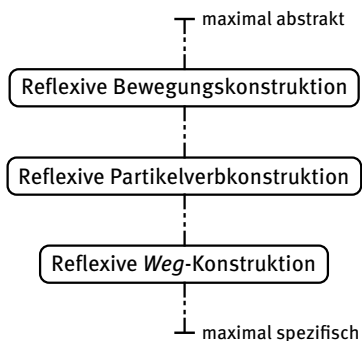 maximal abstrakt
Reflexive Bewegungskonstruktion
Reflexive Partikelverbkonstruktion
Reflexive Weg-Konstruktion
maximal spezifisch